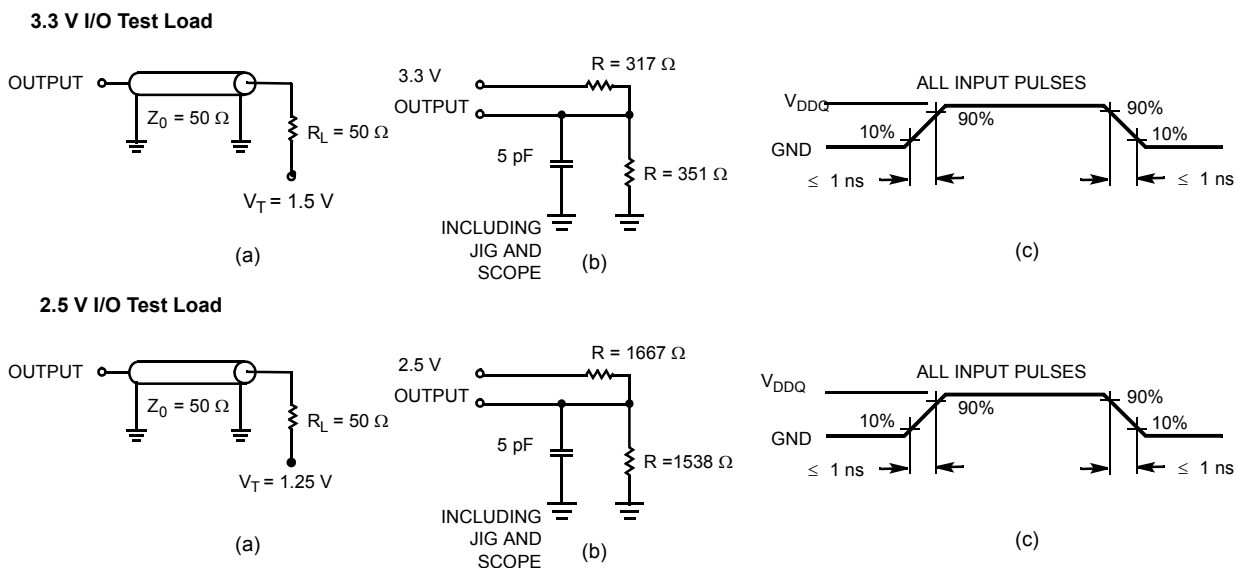 3.3 V I/O Test Load
OUTPUT
Z0 = 50 Ω
RL = 50 Ω
VT = 1.5 V
(a)
3.3 V
OUTPUT
R = 317 Ω
5 pF
R = 351 Ω
INCLUDING
JIG AND
SCOPE
(b)
ALL INPUT PULSES
VDDQ
GND
10%
90%
90%
10%
≤ 1 ns
≤ 1 ns
(c)
2.5 V I/O Test Load
OUTPUT
Z0 = 50 Ω
RL = 50 Ω
VT = 1.25 V
(a)
2.5 V
OUTPUT
R = 1667 Ω
5 pF
R =1538 Ω
INCLUDING
JIG AND
SCOPE
(b)
ALL INPUT PULSES
VDDQ
GND
10%
90%
90%
10%
≤ 1 ns
≤ 1 ns
(c)